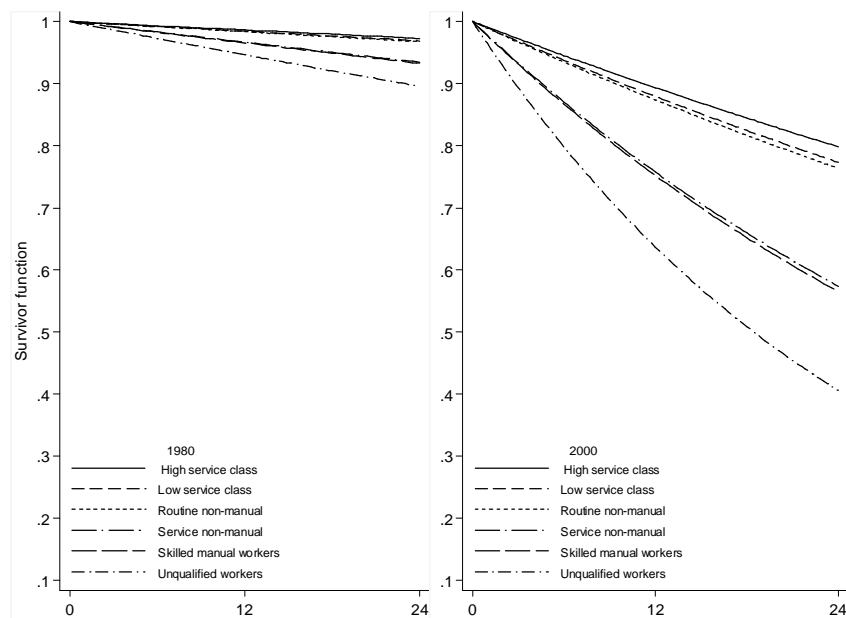 Survivor function
1
.9
.8
.7
.6
.5
.4
.3
.2
.1
0
12
24
1980
High service class
Low service class
Routine non-manual
Service non-manual
Skilled manual workers
Unqualified workers
1
.9
.8
.7
.6
.5
.4
.3
.2
.1
0
12
24
2000
High service class
Low service class
Routine non-manual
Service non-manual
Skilled manual workers
Unqualified workers